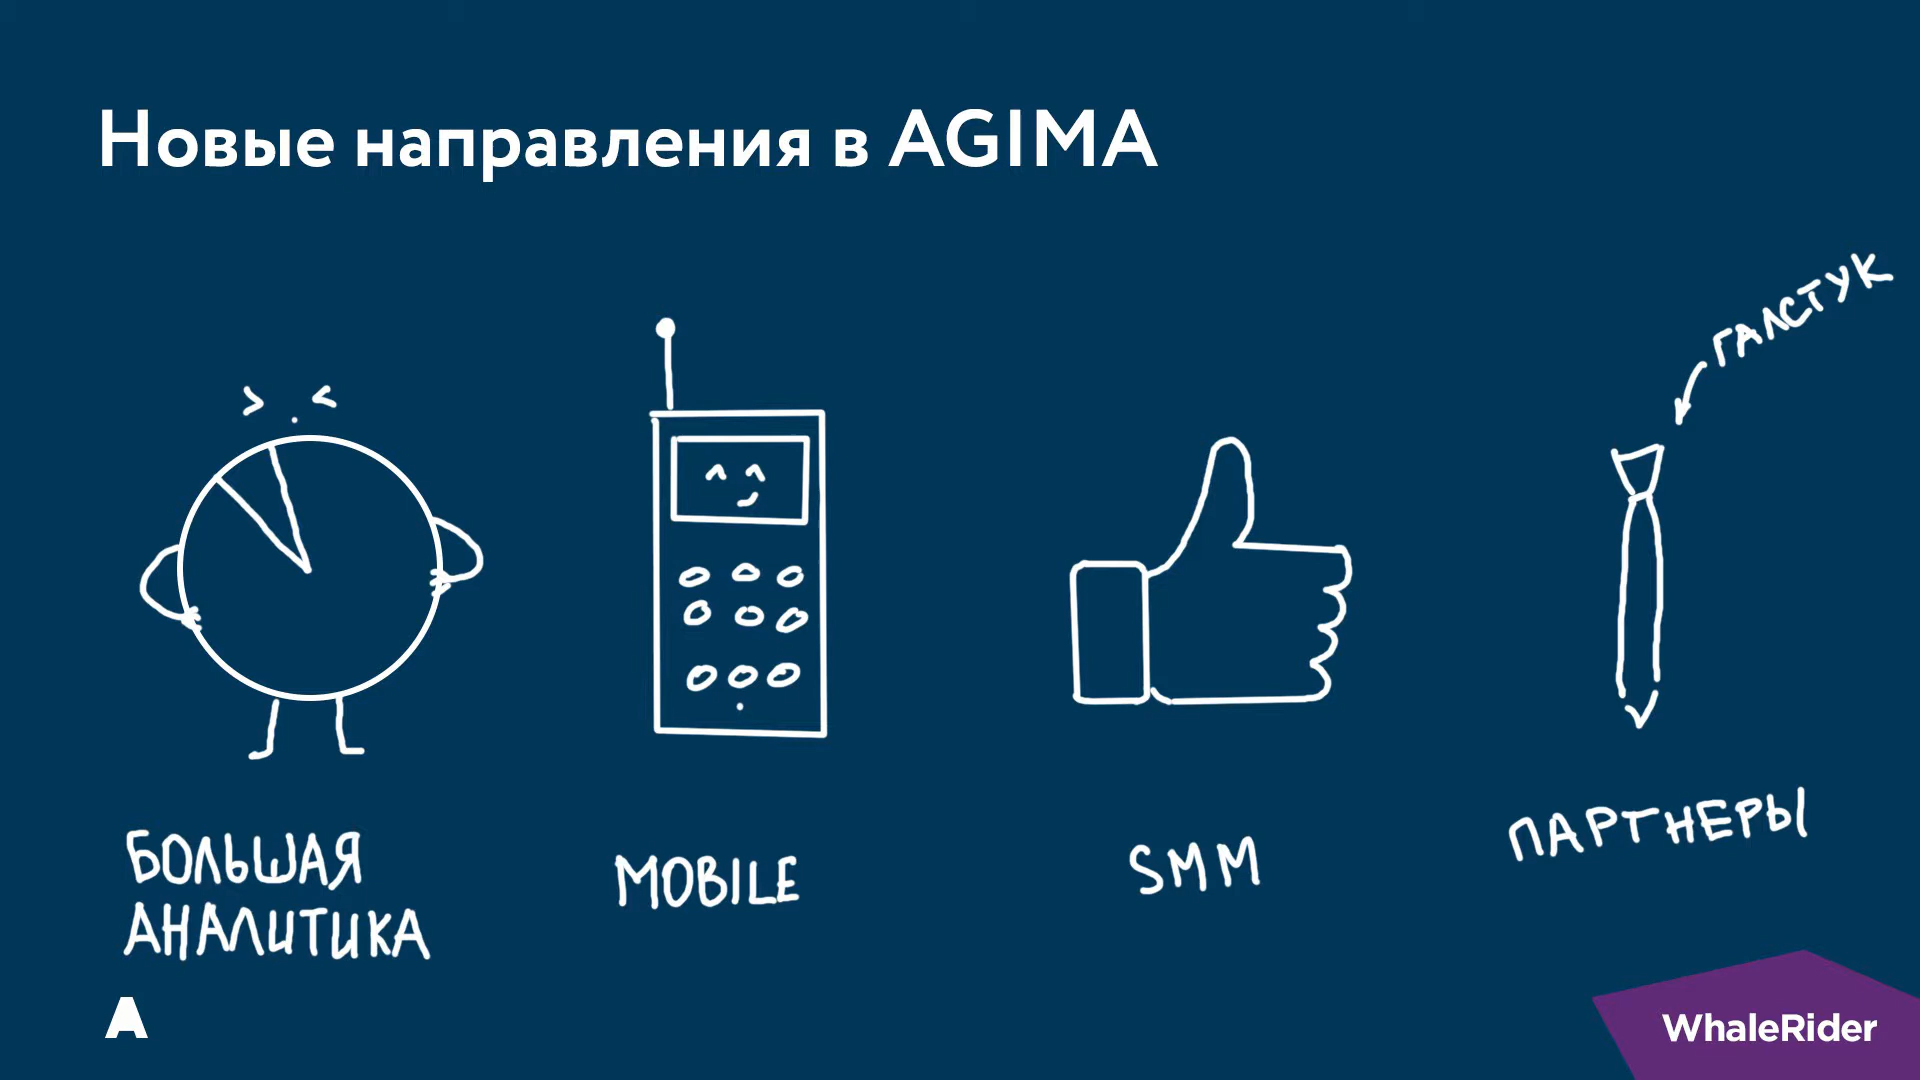 Новые направления в AGIMA
ГАЛСТУК
БОЛЬШАЯ
АНАЛИТИКА
MOBILE
SMM
ПАРТНЕРЫ
A
WhaleRider